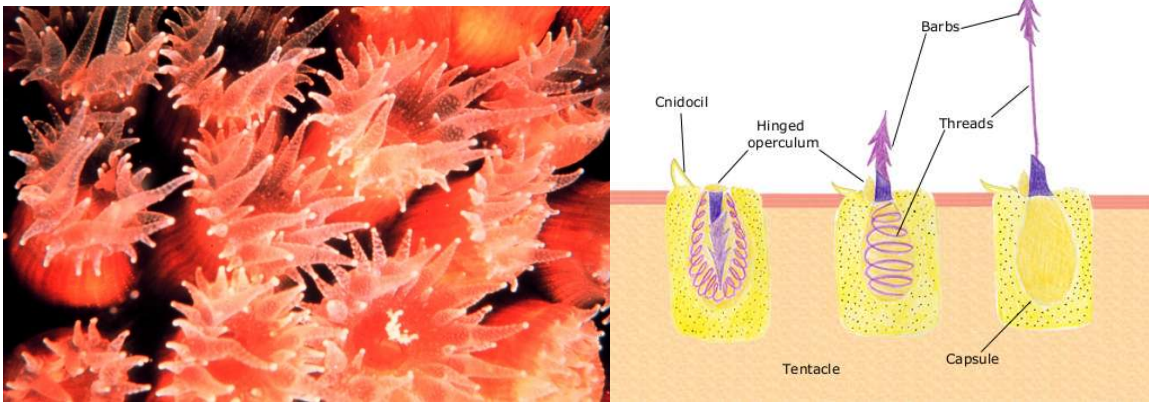 Barbs
Cnidocil
Hinged
operculum
Threads
Capsule
Tentacle